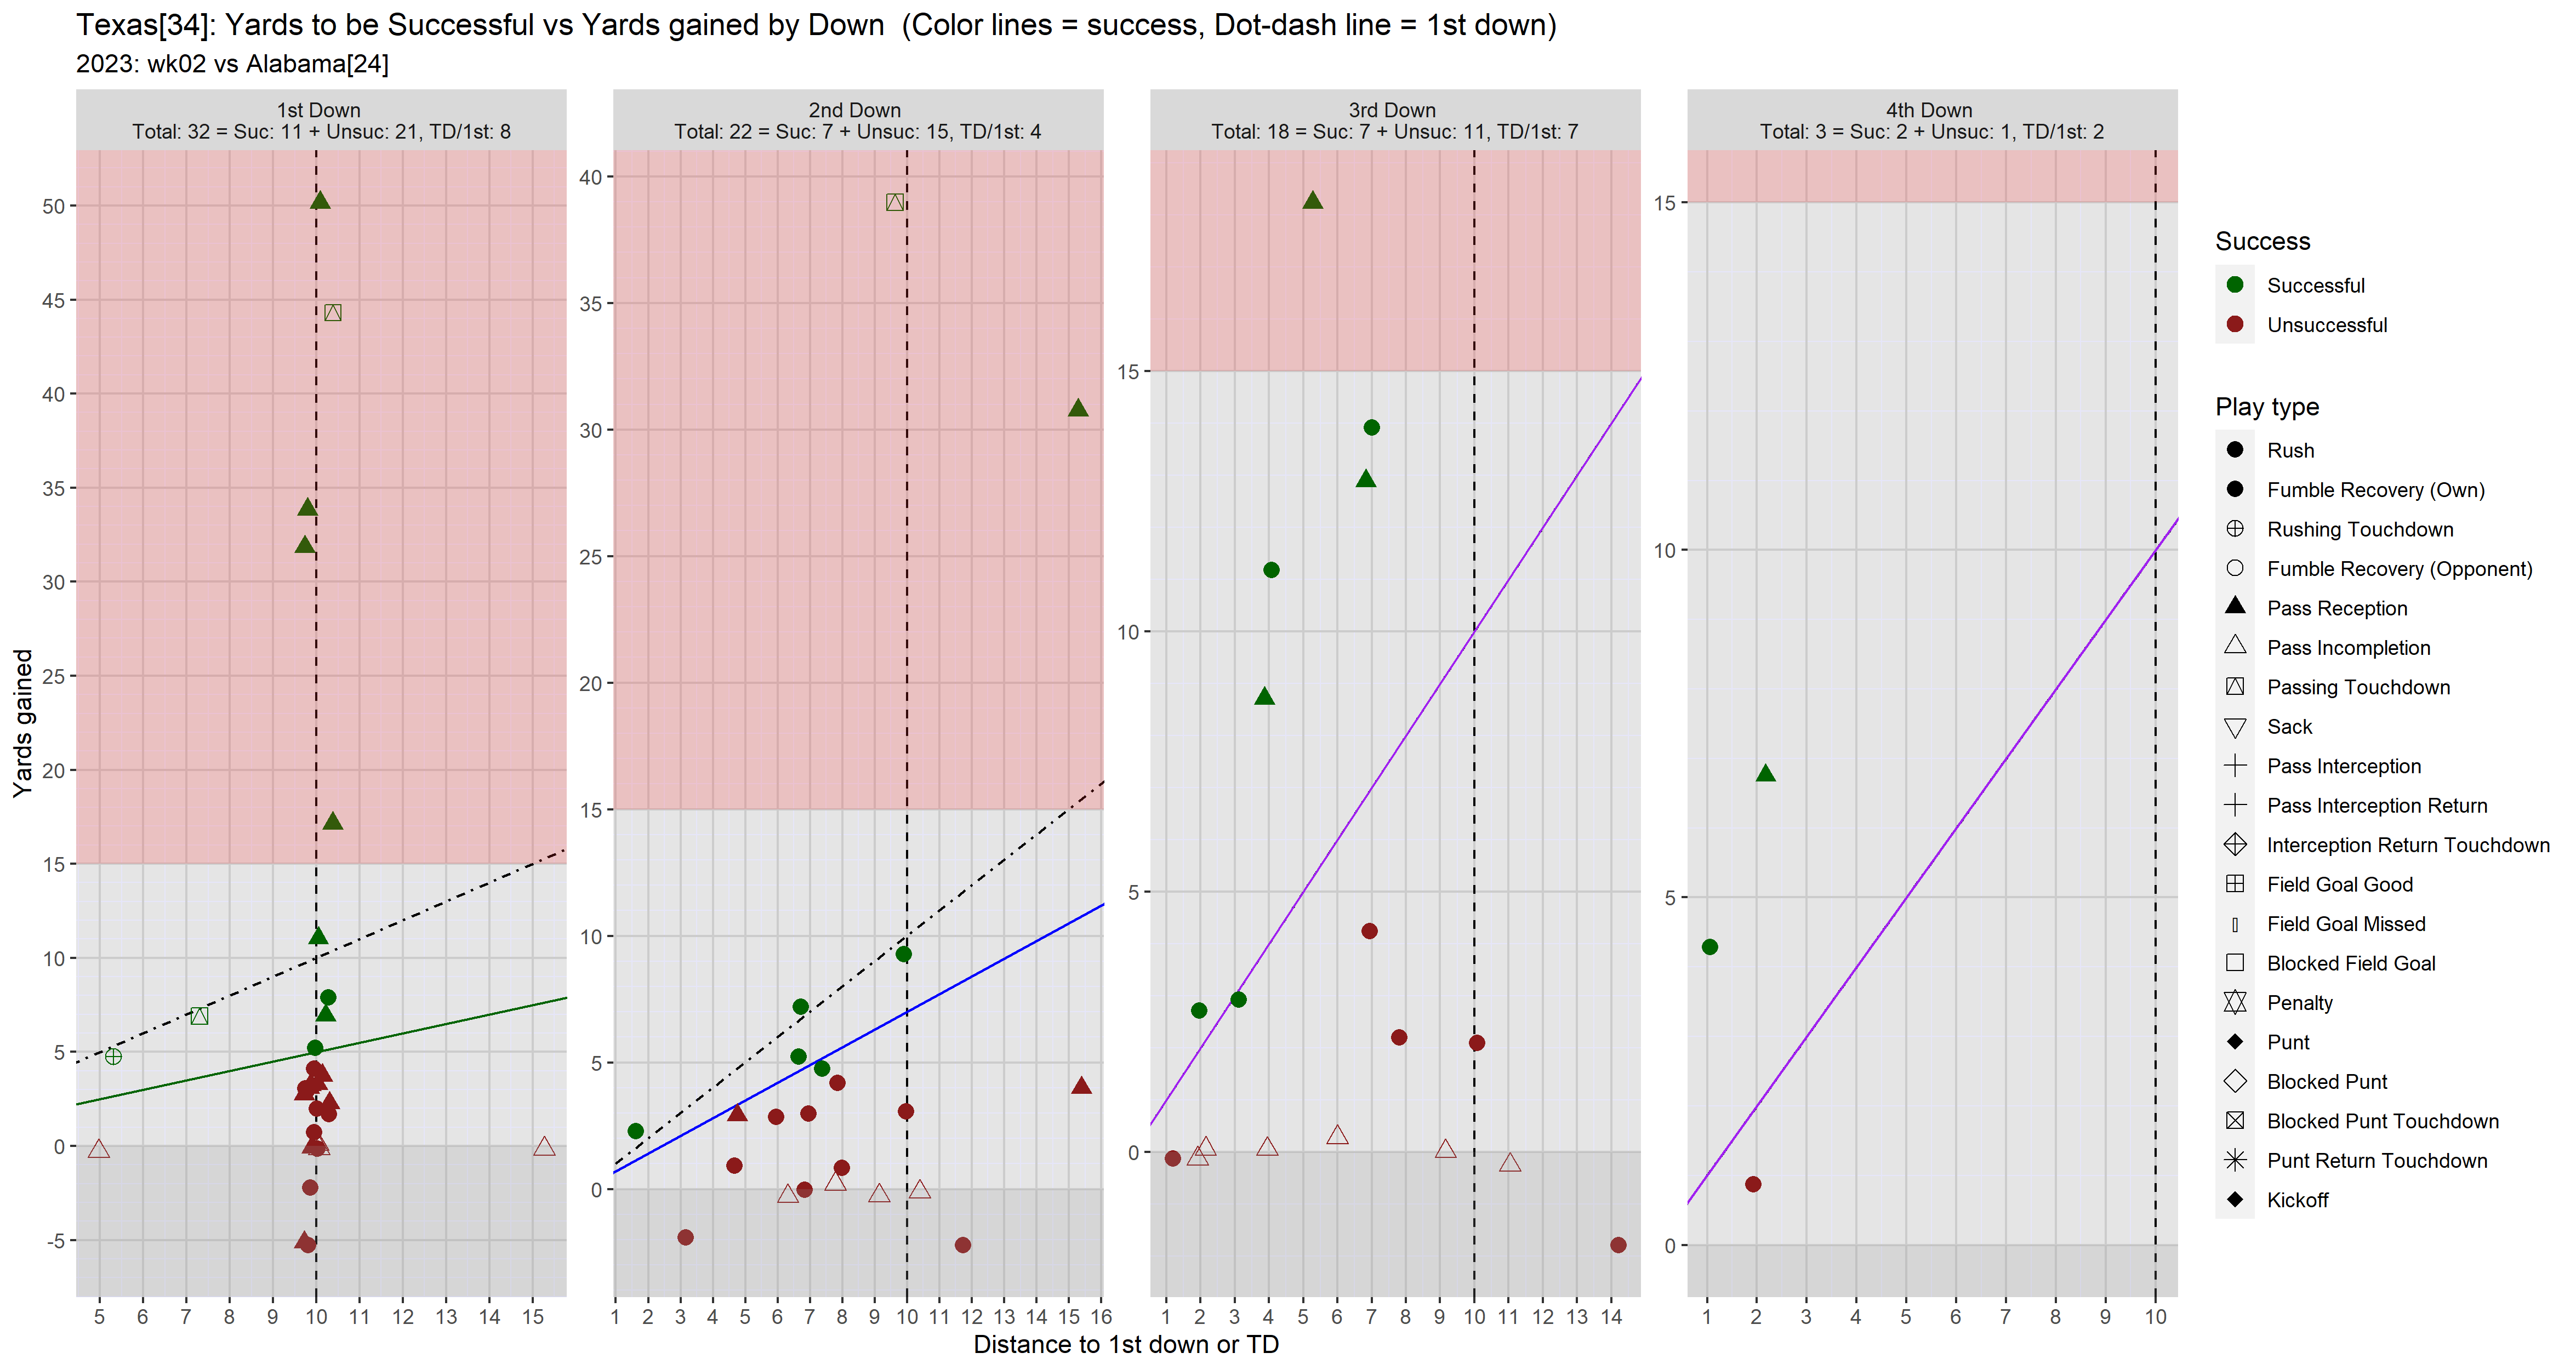 Texas[34]: Yards to be Successful vs Yards gained by Down  (Color lines = success, Dot-dash line = 1st down)
2023: wk02 vs Alabama[24]
1st Down
Total: 32 = Suc: 11 + Unsuc: 21, TD/1st: 8
2nd Down
Total: 22 = Suc: 7 + Unsuc: 15, TD/1st: 4
3rd Down
Total: 18 = Suc: 7 + Unsuc: 11, TD/1st: 7
4th Down
Total: 3 = Suc: 2 + Unsuc: 1, TD/1st: 2
Yards gained
50
45
40
35
30
25
20
15
10
5
0
-5
5 6 7 8 9 10 11 12 13 14 15
40
35
30
25
20
15
10
5
0
1 2 3 4 5 6 7 8 9 10 11 12 13 14 15 16
15
10
5
0
1 2 3 4 5 6 7 8 9 10 11 12 13 14
15
10
5
0
1 2 3 4 5 6 7 8 9 10
Distance to 1st down or TD
Success
Successful
Unsuccessful
Play type
Rush
Fumble Recovery (Own)
Rushing Touchdown
Fumble Recovery (Opponent)
Pass Reception
Pass Incompletion
Passing Touchdown
Sack
Pass Interception
Pass Interception Return
Interception Return Touchdown
Field Goal Good
Field Goal Missed
Blocked Field Goal
Penalty
Punt
Blocked Punt
Blocked Punt Touchdown
Punt Return Touchdown
Kickoff